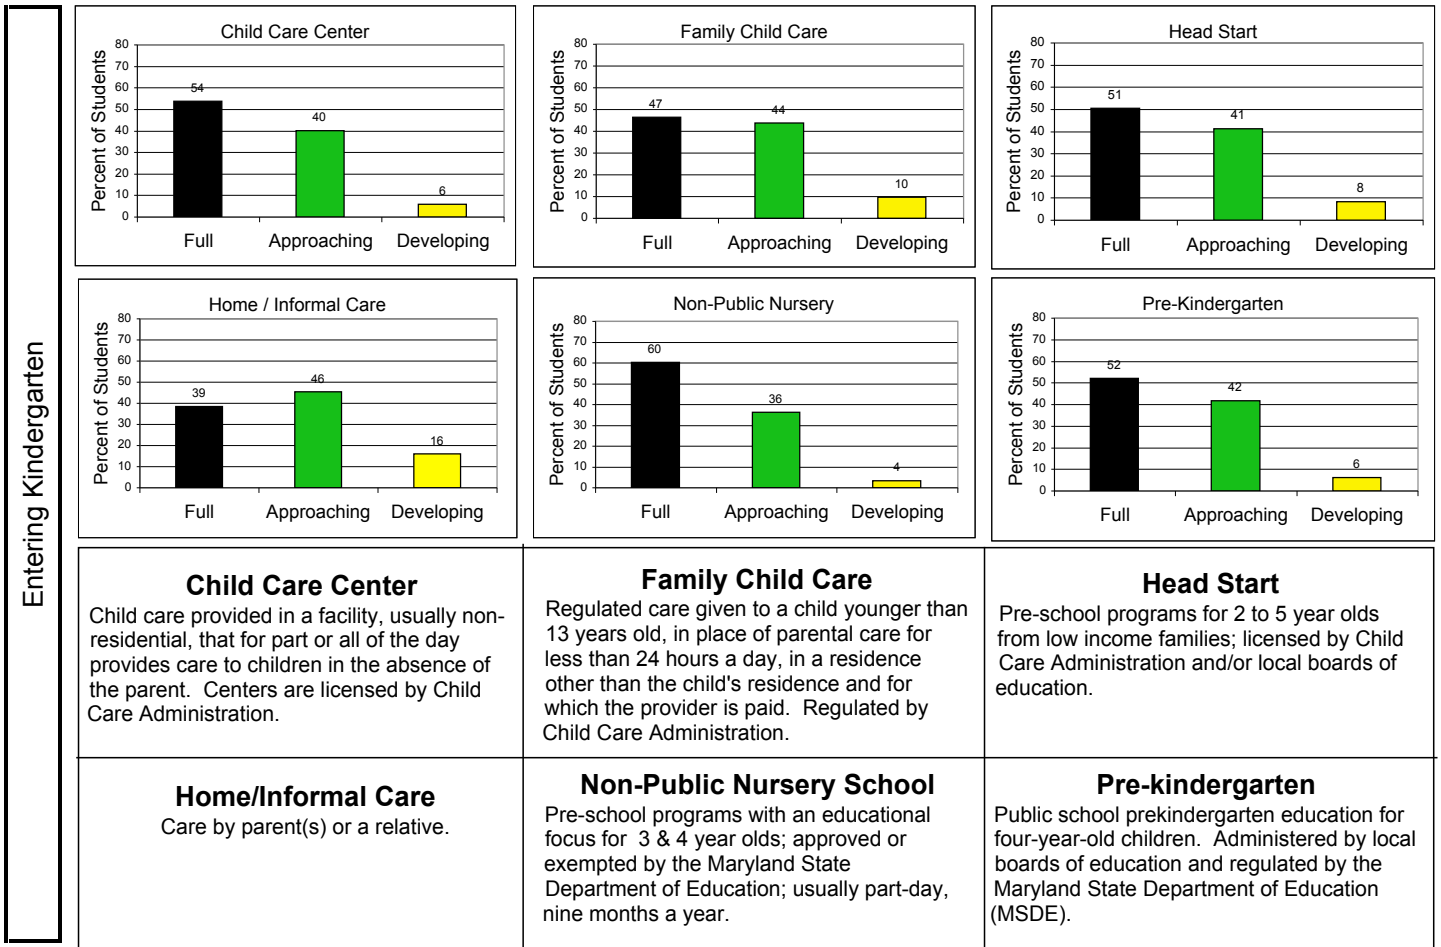 Entering Kindergarten
Child Care Center
Percent of Students
80
70
60
50
40
30
20
10
0
54
40
6
Full Approaching Developing
Family Child Care
Percent of Students
80
70
60
50
40
30
20
10
0
47
44
10
Full Approaching Developing
Head Start
Percent of Students
80
70
60
50
40
30
20
10
0
51
41
8
Full Approaching Developing
Home / Informal Care
Percent of Students
80
70
60
50
40
30
20
10
0
39
46
16
Full Approaching Developing
Non-Public Nursery
Percent of Students
80
70
60
50
40
30
20
10
0
60
36
4
Full Approaching Developing
Pre-Kindergarten
Percent of Students
80
70
60
50
40
30
20
10
0
52
42
6
Full Approaching Developing
Child Care Center
Child care provided in a facility, usually non-
residential, that for part or all of the day
provides care to children in the absence of
the parent. Centers are licensed by Child
Care Administration.
Family Child Care
Regulated care given to a child younger than
13 years old, in place of parental care for
less than 24 hours a day, in a residence
other than the child's residence and for
which the provider is paid. Regulated by
Child Care Administration.
Head Start
Pre-school programs for 2 to 5 year olds
from low income families; licensed by Child
Care Administration and/or local boards of
education.
Home/Informal Care
Care by parent(s) or a relative.
Non-Public Nursery School
Pre-school programs with an educational
focus for 3 & 4 year olds; approved or
exempted by the Maryland State
Department of Education; usually part-day,
nine months a year.
Pre-kindergarten
Public school prekindergarten education for
four-year-old children. Administered by local
boards of education and regulated by the
Maryland State Department of Education
(MSDE).